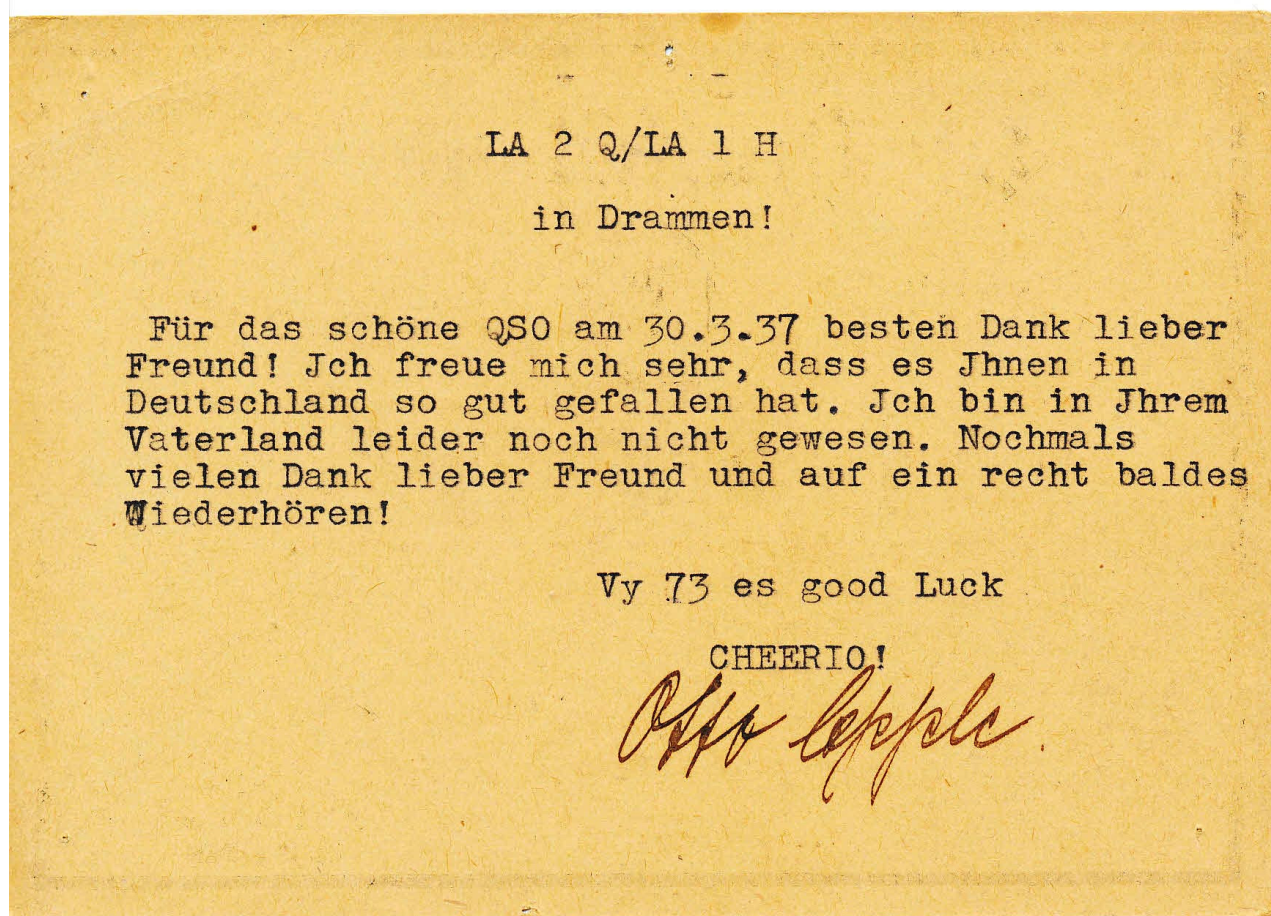 LA 2 Q/LA 1 H
in Drammen!
Für das schöne QSO am 30.3.37 besten Dank lieber
Freund! Jch freue mich sehr, dass es Jhnen in
Deutschland so gut gefallen hat. Jch bin in Jhrem
Vaterland leider noch nicht gewesen. Nochmals
vielen Dank lieber Freund und auf ein recht baldes
Wiederhören!
Vy 73 es good Luck
CHEERIO!
Otto